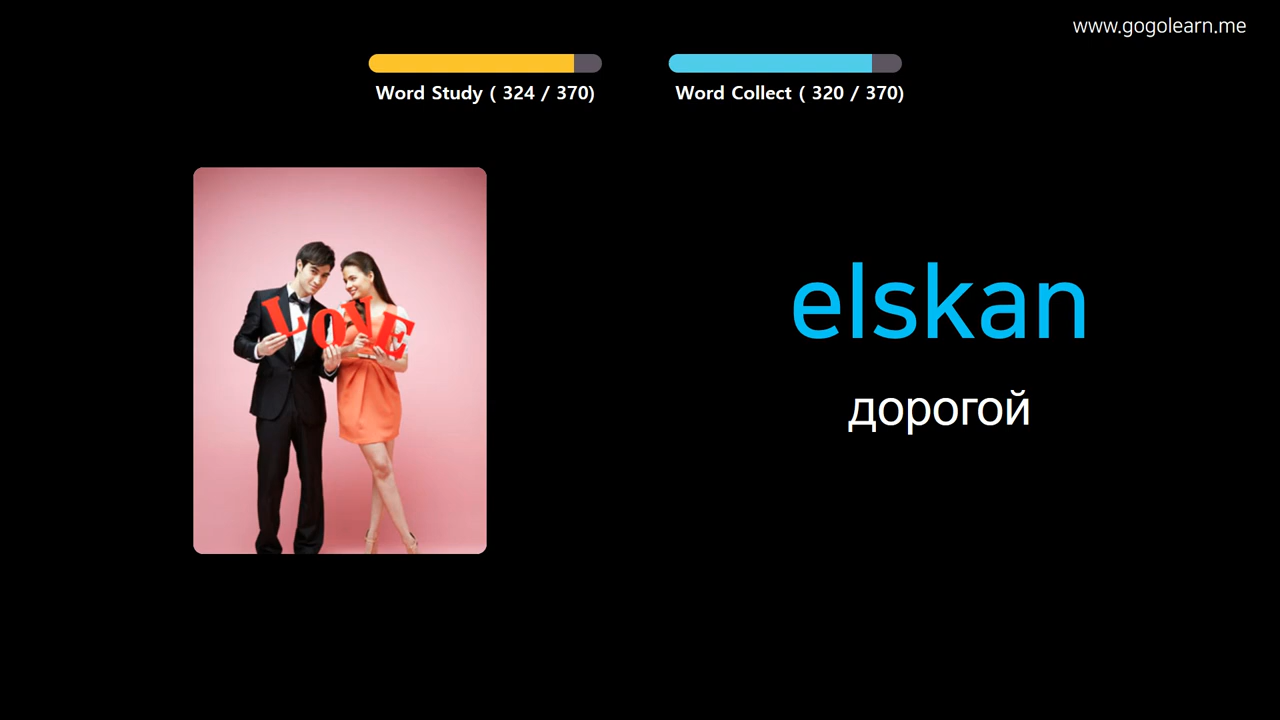 www.gogolearn.me
Word Study ( 324 / 370)
Word Collect ( 320 / 370)
LOVE
elskan
дорогой